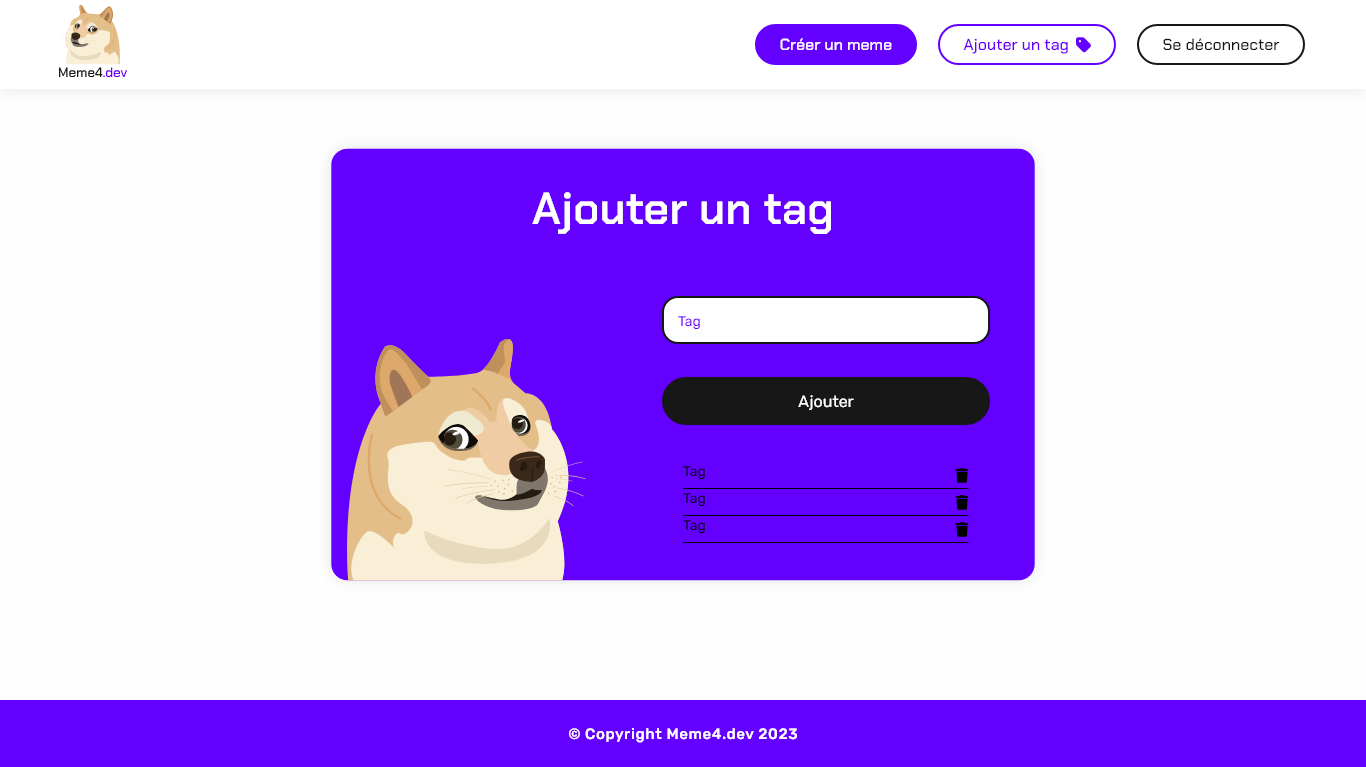 Meme4.dev
Créer un meme
Ajouter un tag
Se déconnecter
Ajouter un tag
Tag
Ajouter
Tag
Tag
Tag
© Copyright Meme4.dev 2023